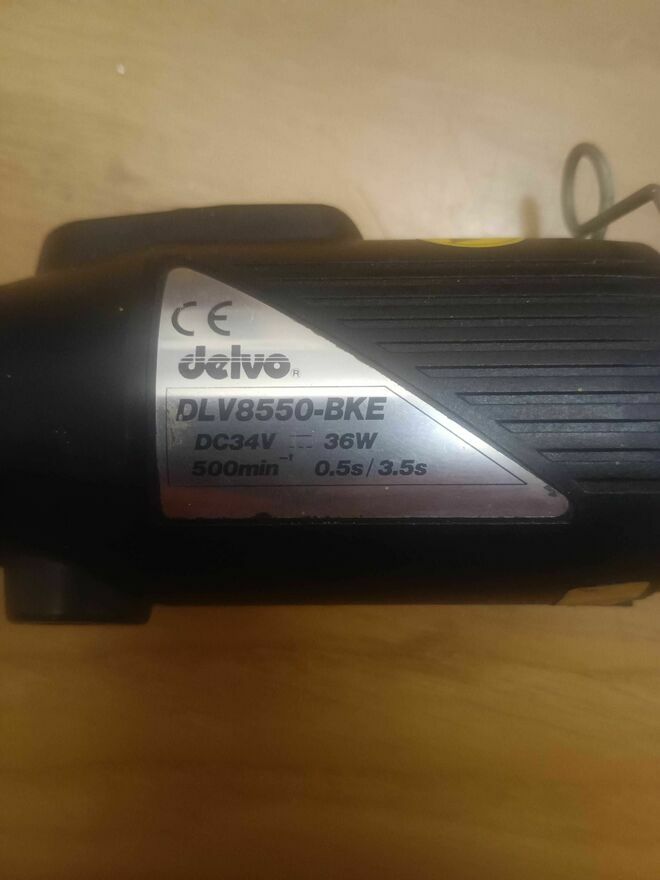 CE
delvo®
DLV8550-BKE
DC34V ⎓ 36W
500min⁻¹ 0.5s/3.5s